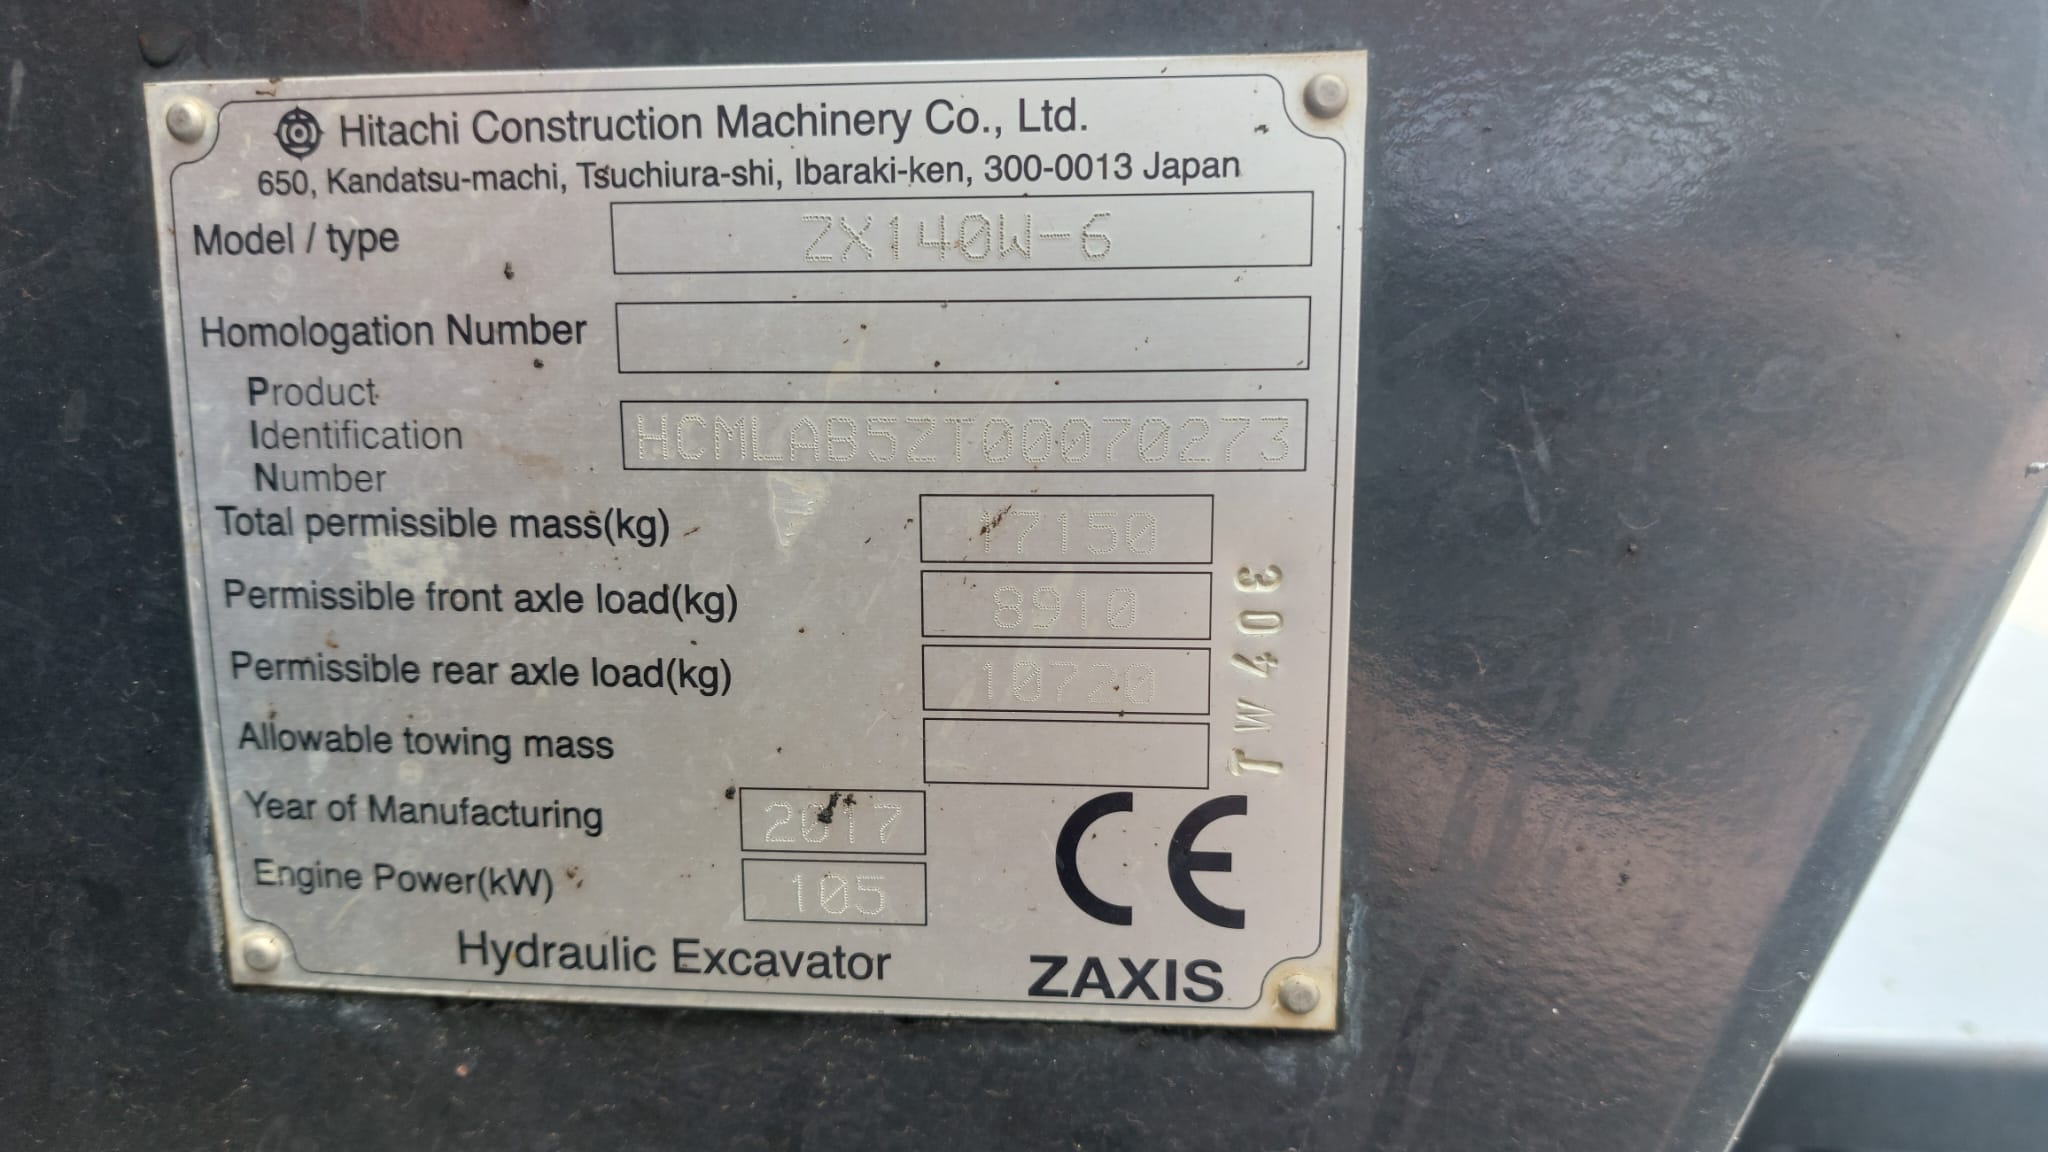 Hitachi Construction Machinery Co., Ltd.
650, Kandatsu-machi, Tsuchiura-shi, Ibaraki-ken, 300-0013 Japan
Model / type ZX140W-6
Homologation Number
Product
Identification HCMLAB5ZT00070273
Number
Total permissible mass(kg) 17150
Permissible front axle load(kg) 8910
Permissible rear axle load(kg) 10720
Allowable towing mass
Year of Manufacturing 2017
Engine Power(kW) 105
TW403
CE
Hydraulic Excavator ZAXIS